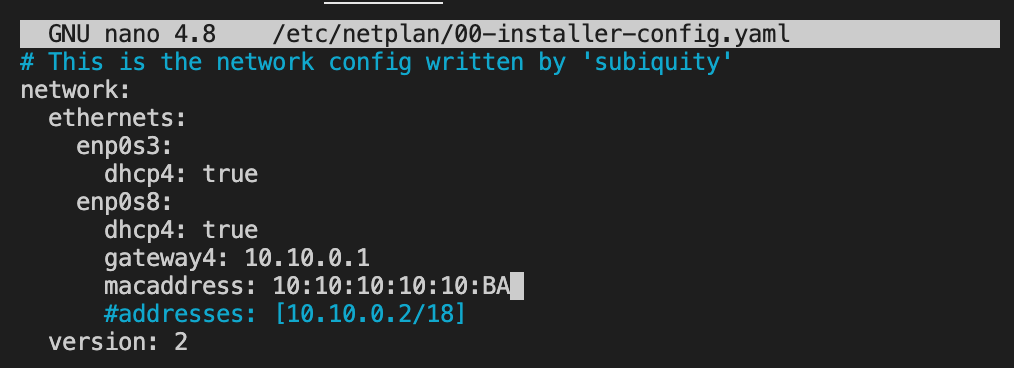 GNU nano 4.8    /etc/netplan/00-installer-config.yaml
# This is the network config written by 'subiquity'
network:
  ethernets:
    enp0s3:
      dhcp4: true
    enp0s8:
      dhcp4: true
      gateway4: 10.10.0.1
      macaddress: 10:10:10:10:10:BA
      #addresses: [10.10.0.2/18]
  version: 2